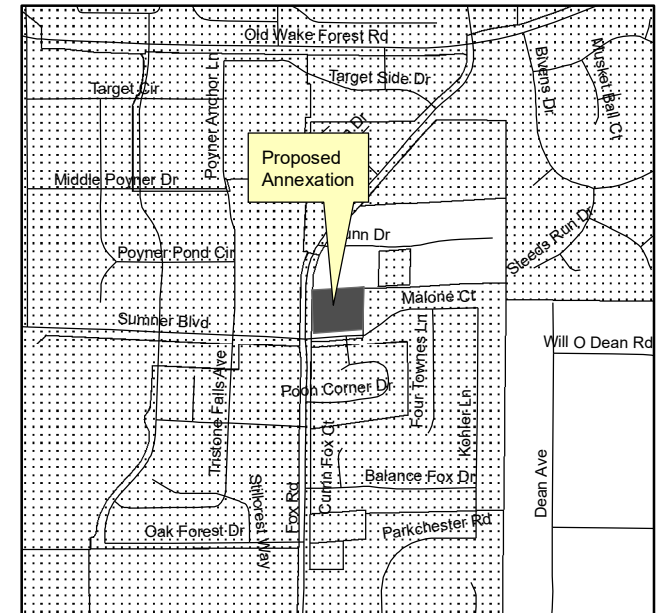 Old Wake Forest Rd
Bivens Dr
Musket Ball Ct
Target Side Dr
Target Cir
Poyner Anchor Ln
Dr
Proposed
Annexation
Middle Poyner Dr
Steeds Run Dr
Dr
Poyner Pond Cir
Malone Ct
Sumner Blvd
Will O Dean Rd
Four Townes Ln
Tristone Falls Ave
Poon Corner Dr
Kohler Ln
Currin Fox Ct
Balance Fox Dr
Stillcrest Way
Fox Rd
Dean Ave
Oak Forest Dr
Parkchester Rd